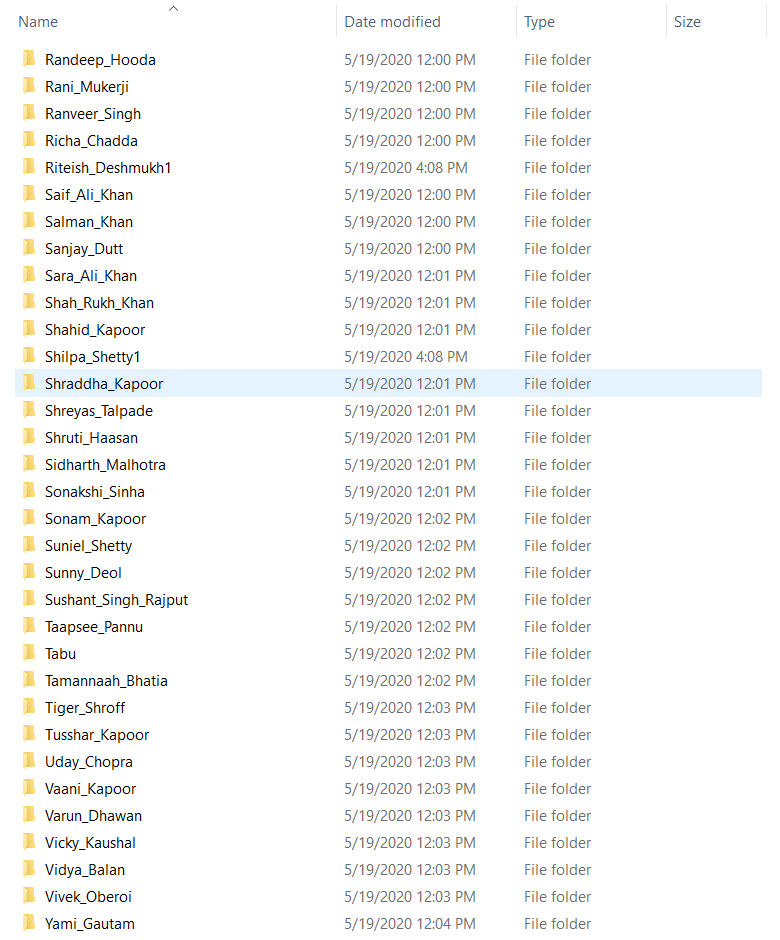 Name Date modified Type Size
Randeep_Hooda 5/19/2020 12:00 PM File folder
Rani_Mukerji 5/19/2020 12:00 PM File folder
Ranveer_Singh 5/19/2020 12:00 PM File folder
Richa_Chadda 5/19/2020 12:00 PM File folder
Riteish_Deshmukh1 5/19/2020 4:08 PM File folder
Saif_Ali_Khan 5/19/2020 12:00 PM File folder
Salman_Khan 5/19/2020 12:00 PM File folder
Sanjay_Dutt 5/19/2020 12:00 PM File folder
Sara_Ali_Khan 5/19/2020 12:01 PM File folder
Shah_Rukh_Khan 5/19/2020 12:01 PM File folder
Shahid_Kapoor 5/19/2020 12:01 PM File folder
Shilpa_Shetty1 5/19/2020 4:08 PM File folder
Shraddha_Kapoor 5/19/2020 12:01 PM File folder
Shreyas_Talpade 5/19/2020 12:01 PM File folder
Shruti_Haasan 5/19/2020 12:01 PM File folder
Sidharth_Malhotra 5/19/2020 12:01 PM File folder
Sonakshi_Sinha 5/19/2020 12:01 PM File folder
Sonam_Kapoor 5/19/2020 12:02 PM File folder
Suniel_Shetty 5/19/2020 12:02 PM File folder
Sunny_Deol 5/19/2020 12:02 PM File folder
Sushant_Singh_Rajput 5/19/2020 12:02 PM File folder
Taapsee_Pannu 5/19/2020 12:02 PM File folder
Tabu 5/19/2020 12:02 PM File folder
Tamannaah_Bhatia 5/19/2020 12:02 PM File folder
Tiger_Shroff 5/19/2020 12:03 PM File folder
Tusshar_Kapoor 5/19/2020 12:03 PM File folder
Uday_Chopra 5/19/2020 12:03 PM File folder
Vaani_Kapoor 5/19/2020 12:03 PM File folder
Varun_Dhawan 5/19/2020 12:03 PM File folder
Vicky_Kaushal 5/19/2020 12:03 PM File folder
Vidya_Balan 5/19/2020 12:03 PM File folder
Vivek_Oberoi 5/19/2020 12:03 PM File folder
Yami_Gautam 5/19/2020 12:04 PM File folder